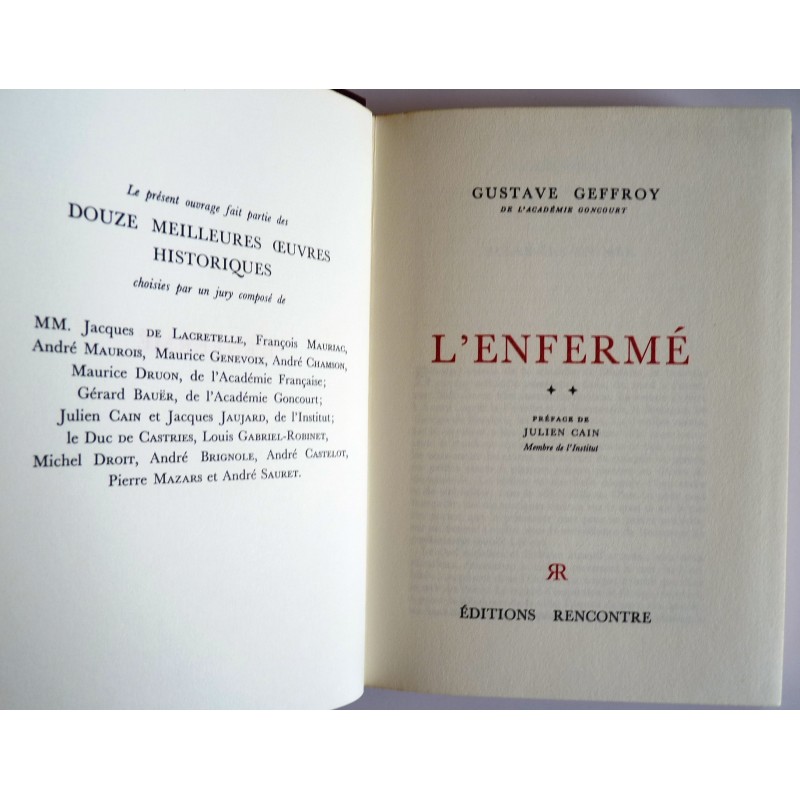 Le présent ouvrage fait partie des
DOUZE MEILLEURES ŒUVRES
HISTORIQUES
choisies par un jury composé de
MM. Jacques DE LACRETELLE, François MAURIAC,
André MAUROIS, Maurice GENEVOIX, André CHAMSON,
Maurice DRUON, de l'Académie Française;
Gérard BAUËR, de l'Académie Goncourt;
Julien CAIN et Jacques JAUJARD, de l'Institut;
le Duc DE CASTRIES, Louis GABRIEL-ROBINET,
Michel DROIT, André BRIGNOLE, André CASTELOT,
Pierre MAZARS et André SAURET.
GUSTAVE GEFFROY
DE L'ACADÉMIE GONCOURT
L'ENFERMÉ
PRÉFACE DE
JULIEN CAIN
Membre de l'Institut
RR
ÉDITIONS RENCONTRE